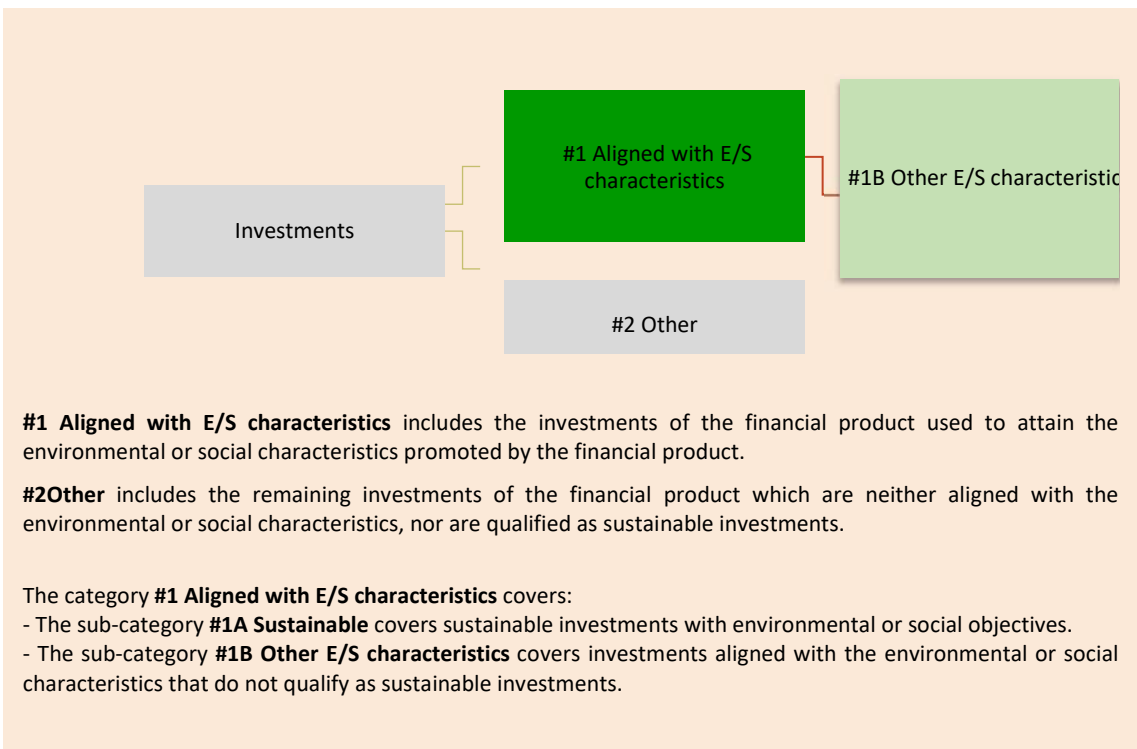 #1 Aligned with E/S
characteristics
#1B Other E/S characteristic
Investments
#2 Other
#1 Aligned with E/S characteristics includes the investments of the financial product used to attain the
environmental or social characteristics promoted by the financial product.
#2Other includes the remaining investments of the financial product which are neither aligned with the
environmental or social characteristics, nor are qualified as sustainable investments.
The category #1 Aligned with E/S characteristics covers:
- The sub-category #1A Sustainable covers sustainable investments with environmental or social objectives.
- The sub-category #1B Other E/S characteristics covers investments aligned with the environmental or social
characteristics that do not qualify as sustainable investments.